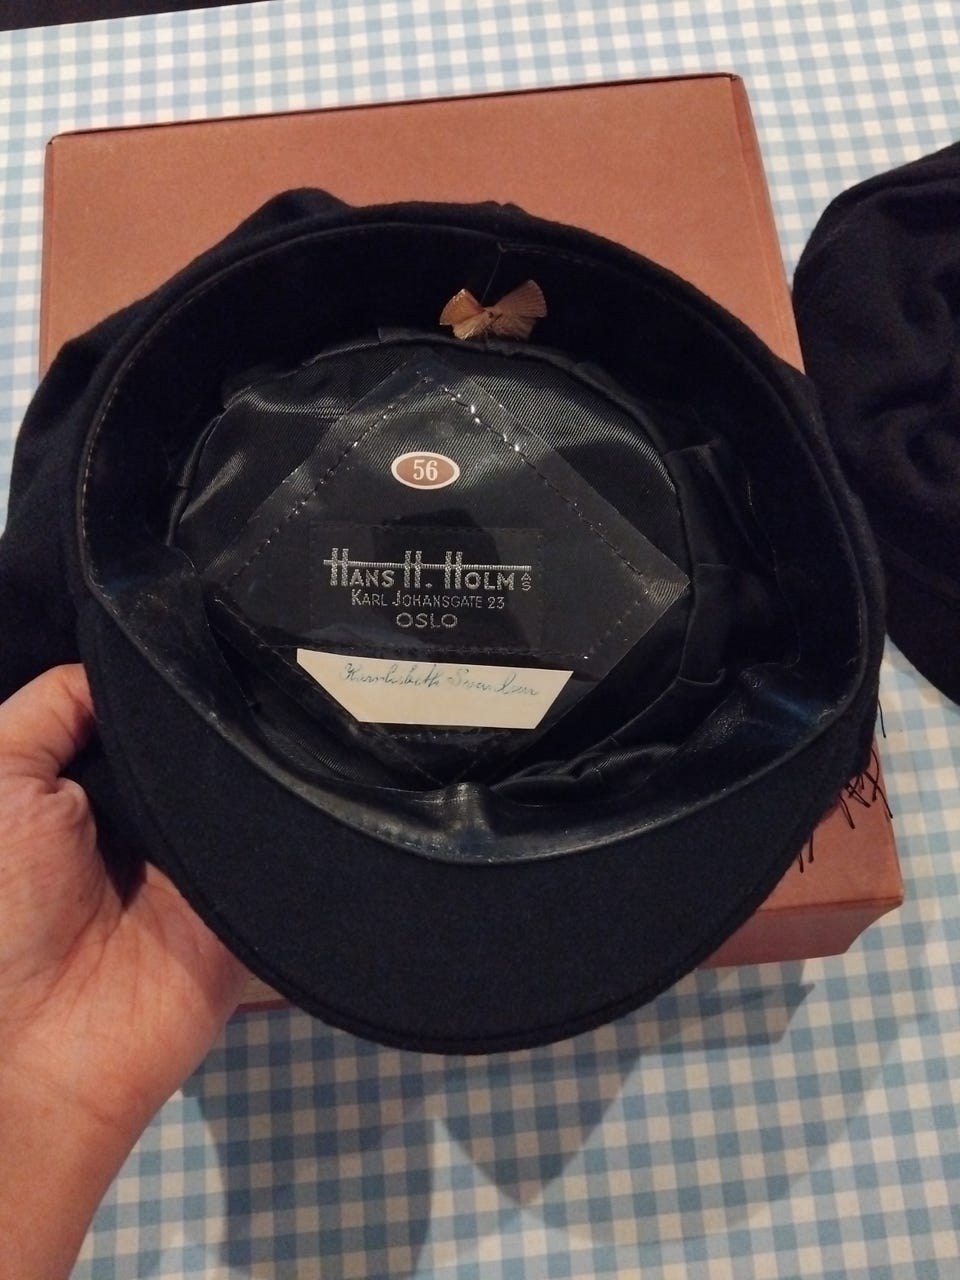 56
HANS H. HOLM A/S
KARL JOHANSGATE 23
OSLO